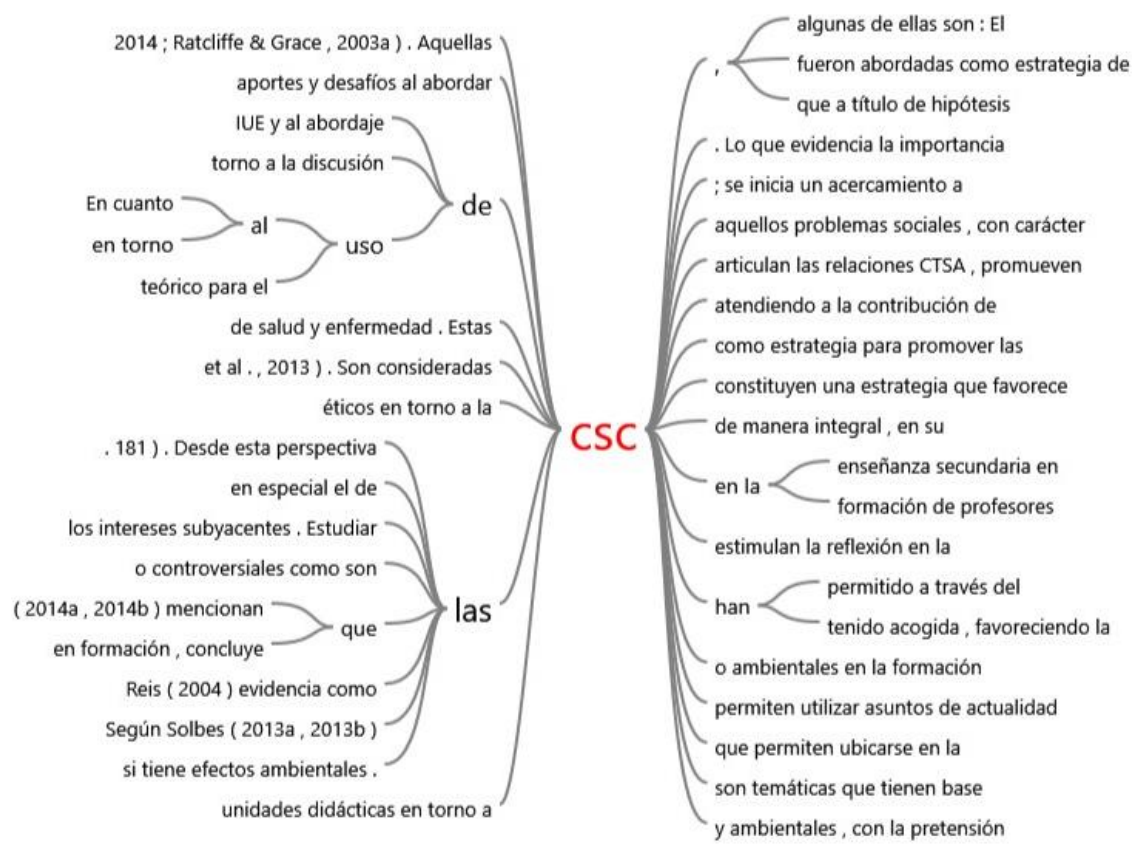 2014 ; Ratcliffe & Grace , 2003a ) . Aquellas
aportes y desafíos al abordar
IUE y al abordaje
torno a la discusión
de
En cuanto
al
en torno
uso
teórico para el
de salud y enfermedad . Estas
et al . , 2013 ) . Son consideradas
éticos en torno a la
. 181 ) . Desde esta perspectiva
en especial el de
los intereses subyacentes . Estudiar
o controversiales como son
las
( 2014a , 2014b ) mencionan
que
en formación , concluye
Reis ( 2004 ) evidencia como
Según Solbes ( 2013a , 2013b )
si tiene efectos ambientales .
unidades didácticas en torno a
CSC
,
algunas de ellas son : El
fueron abordadas como estrategia de
que a título de hipótesis
. Lo que evidencia la importancia
; se inicia un acercamiento a
aquellos problemas sociales , con carácter
articulan las relaciones CTSA , promueven
atendiendo a la contribución de
como estrategia para promover las
constituyen una estrategia que favorece
de manera integral , en su
en la
enseñanza secundaria en
formación de profesores
estimulan la reflexión en la
han
permitido a través del
tenido acogida , favoreciendo la
o ambientales en la formación
permiten utilizar asuntos de actualidad
que permiten ubicarse en la
son temáticas que tienen base
y ambientales , con la pretensión